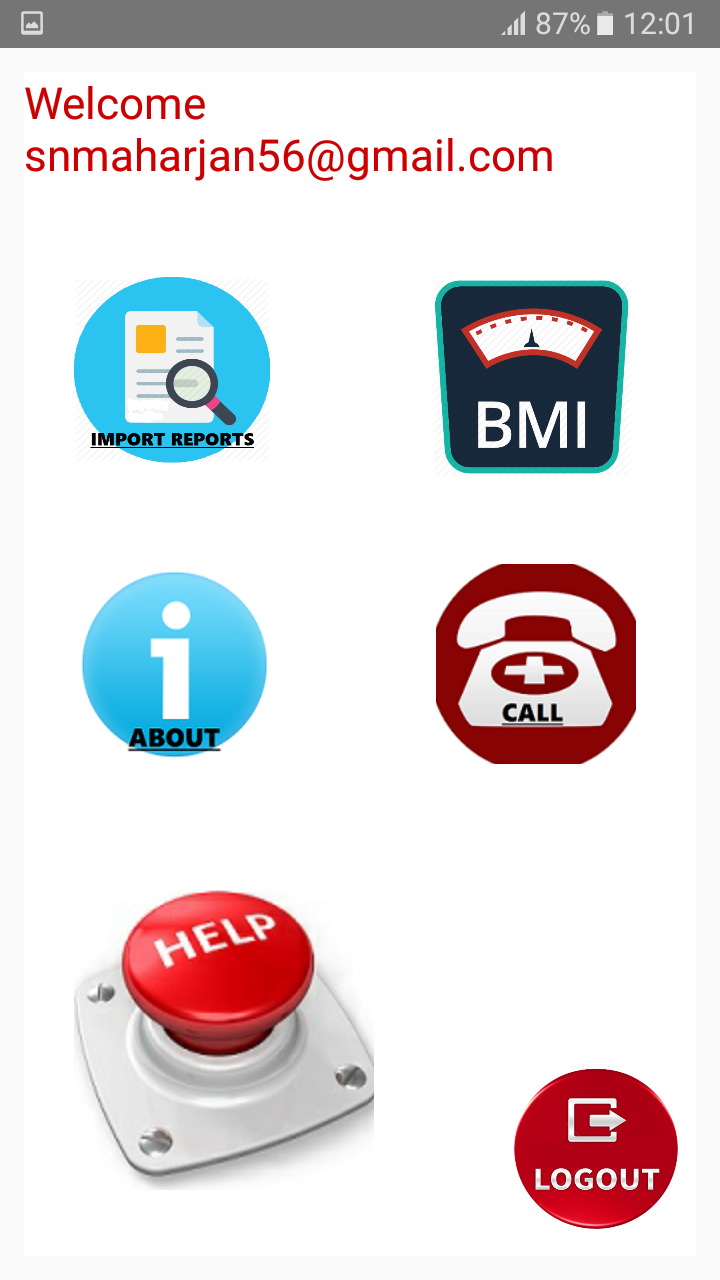 87% 12:01
Welcome
snmaharjan56@gmail.com
IMPORT REPORTS
BMI
ABOUT
CALL
HELP
LOGOUT